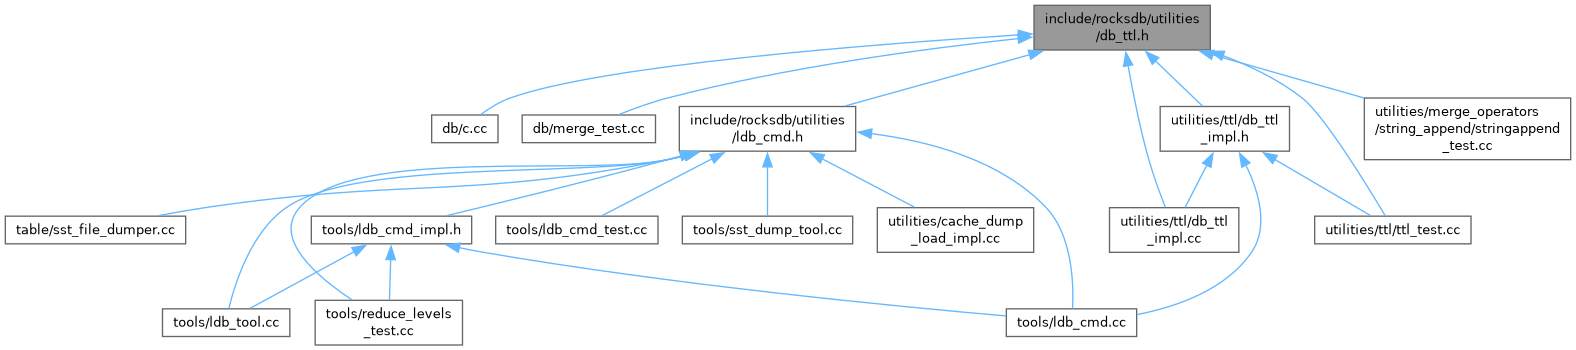 include/rocksdb/utilities
/db_ttl.h
db/c.cc
db/merge_test.cc
include/rocksdb/utilities
/ldb_cmd.h
utilities/ttl/db_ttl
_impl.h
utilities/merge_operators
/string_append/stringappend
_test.cc
table/sst_file_dumper.cc
tools/ldb_cmd_impl.h
tools/ldb_cmd_test.cc
tools/sst_dump_tool.cc
utilities/cache_dump
_load_impl.cc
utilities/ttl/db_ttl
_impl.cc
utilities/ttl/ttl_test.cc
tools/ldb_tool.cc
tools/reduce_levels
_test.cc
tools/ldb_cmd.cc